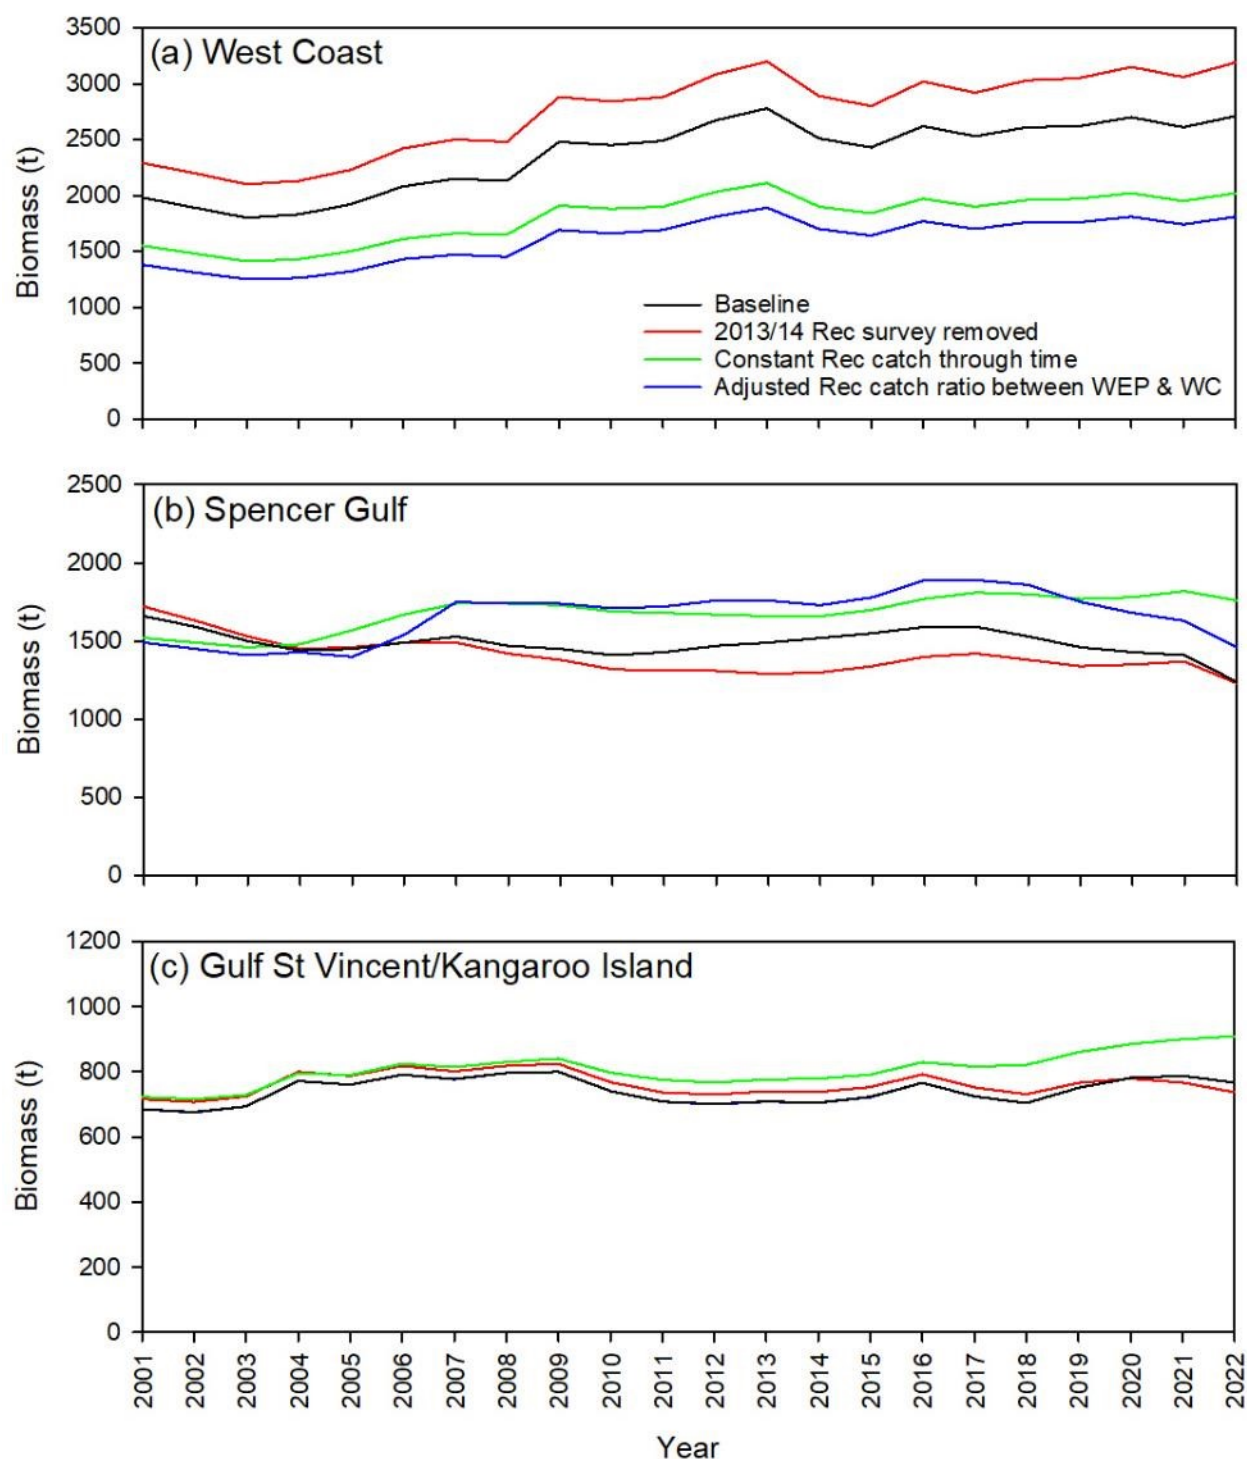 (a) West Coast
3500
3000
2500
2000
1500
1000
500
0
Biomass (t)
Baseline
2013/14 Rec survey removed
Constant Rec catch through time
Adjusted Rec catch ratio between WEP & WC
(b) Spencer Gulf
2500
2000
1500
1000
500
0
Biomass (t)
(c) Gulf St Vincent/Kangaroo Island
1200
1000
800
600
400
200
0
Biomass (t)
2001 2002 2003 2004 2005 2006 2007 2008 2009 2010 2011 2012 2013 2014 2015 2016 2017 2018 2019 2020 2021 2022
Year